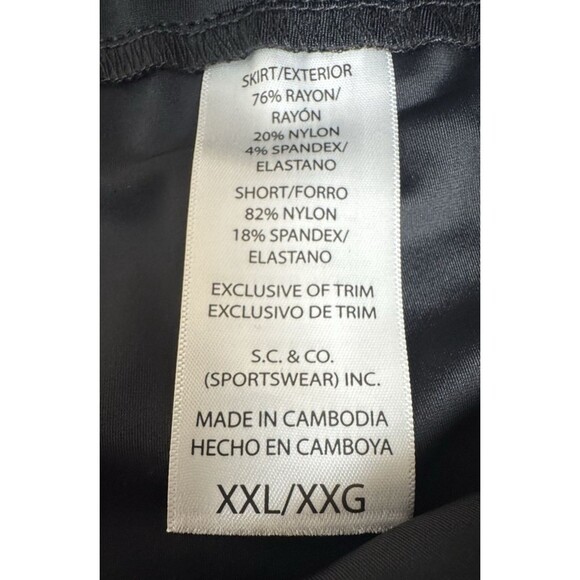 SKIRT/EXTERIOR
76% RAYON/
RAYÓN
20% NYLON
4% SPANDEX/
ELASTANO
SHORT/FORRO
82% NYLON
18% SPANDEX/
ELASTANO
EXCLUSIVE OF TRIM
EXCLUSIVO DE TRIM
S.C. & CO.
(SPORTSWEAR) INC.
MADE IN CAMBODIA
HECHO EN CAMBOYA
XXL/XXG